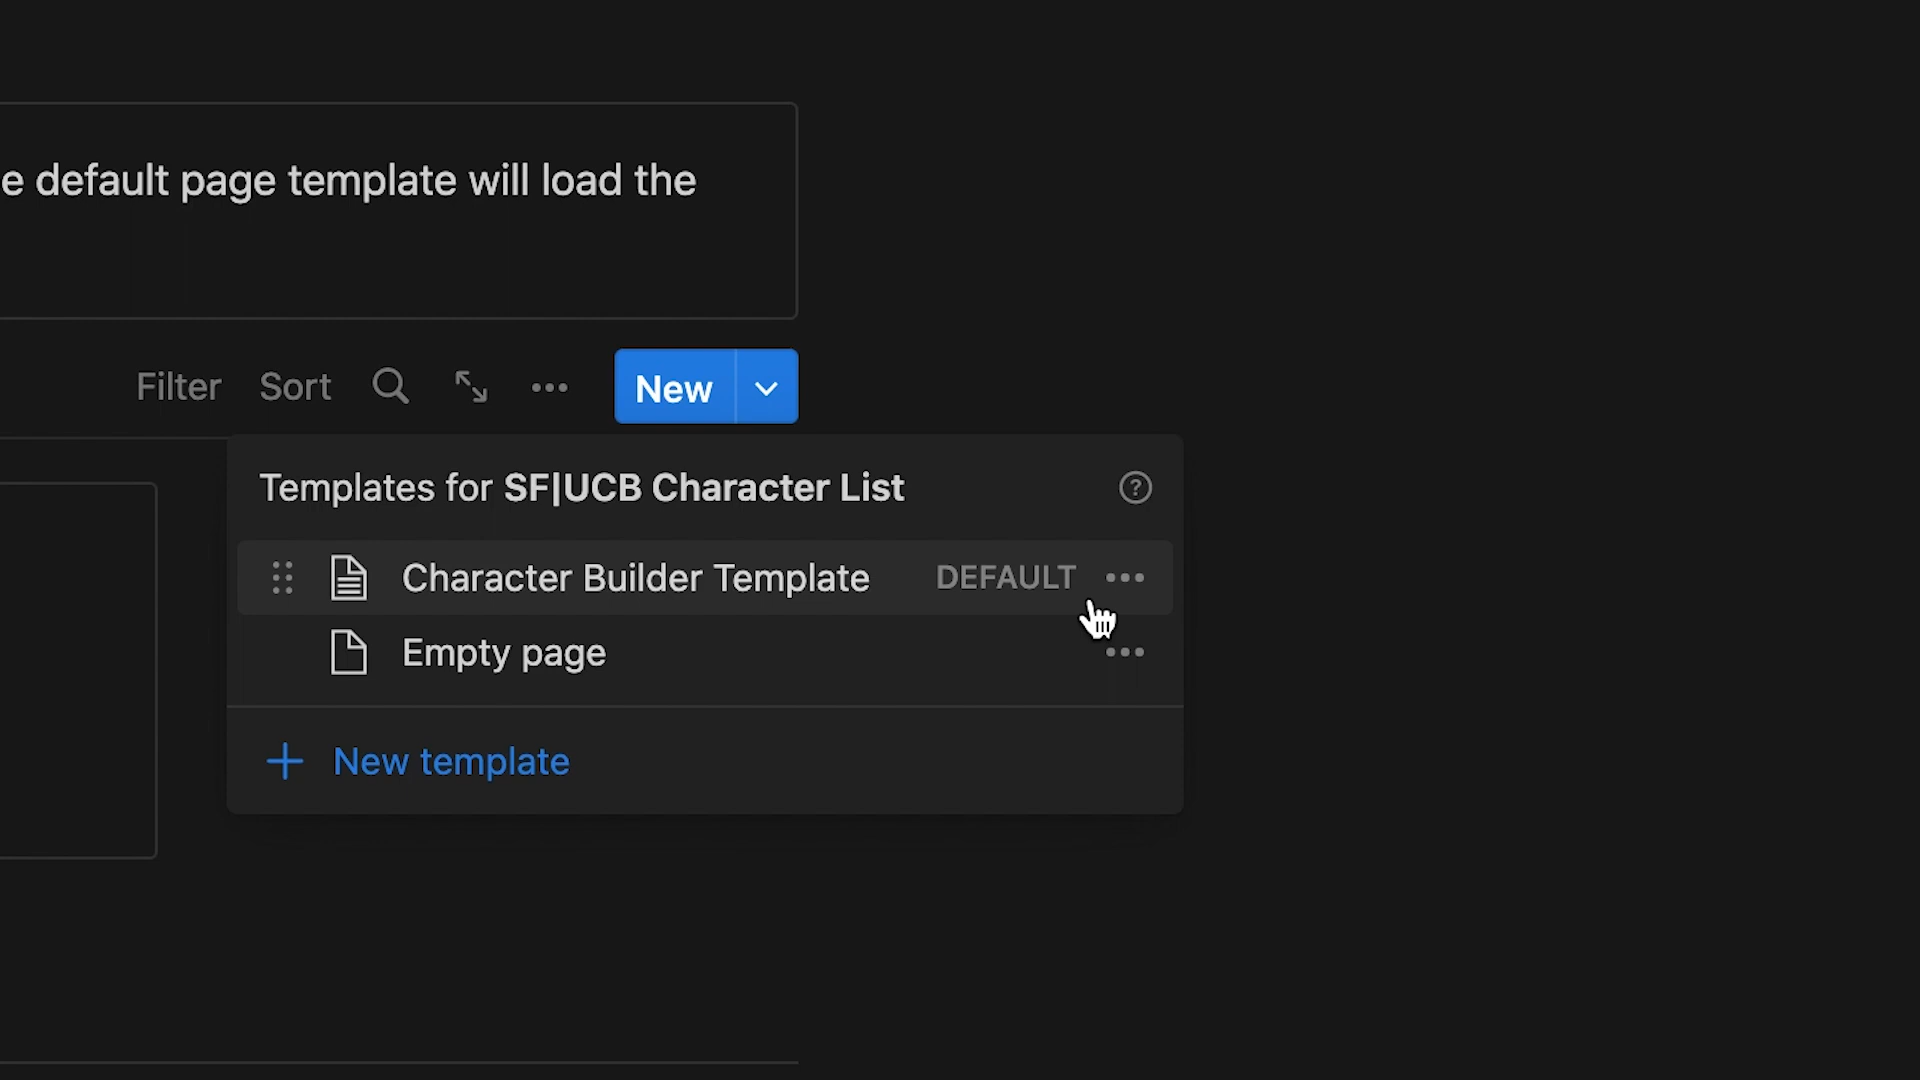 e default page template will load the
Filter Sort New
Templates for SF|UCB Character List
Character Builder Template DEFAULT
Empty page
New template